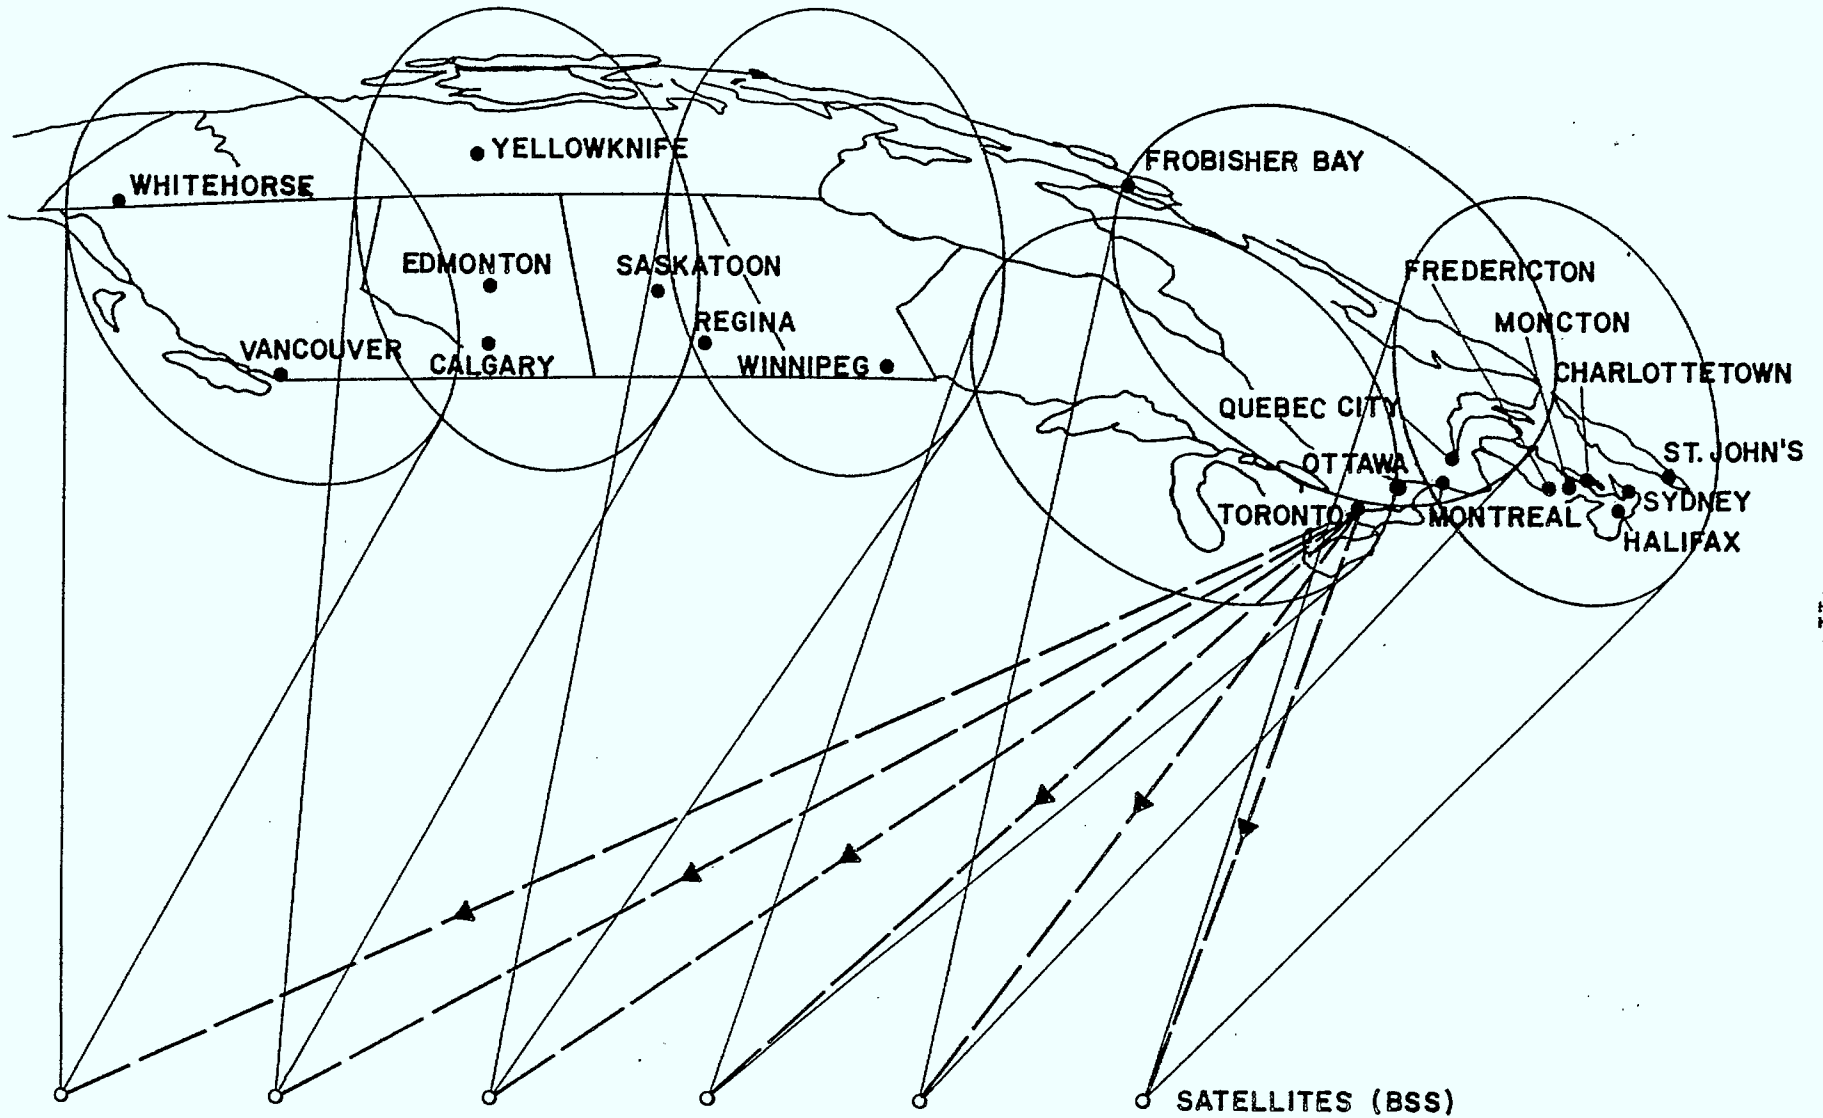 YELLOWKNIFE
FROBISHER BAY
WHITEHORSE
EDMONTON
SASKATOON
FREDERICTON
REGINA
MONCTON
VANCOUVER
CALGARY
WINNIPEG
CHARLOTTETOWN
QUEBEC CITY
ST. JOHN'S
OTTAWA
SYDNEY
TORONTO
MONTREAL
HALIFAX
SATELLITES (BSS)